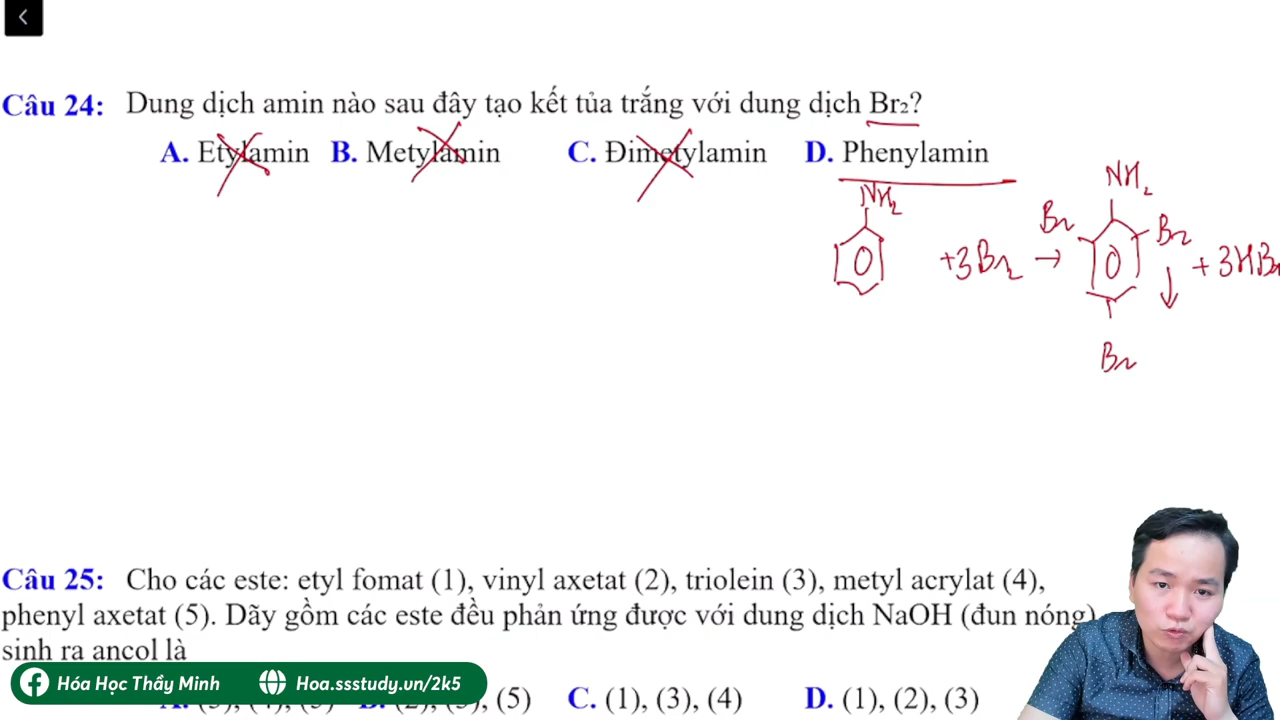 Câu 24: Dung dịch amin nào sau đây tạo kết tủa trắng với dung dịch Br₂?
A. Etylamin B. Metylamin C. Đimetylamin D. Phenylamin
NH₂ NH₂
Br Br
+3Br₂ → ↓ + 3HBr
Br
Câu 25: Cho các este: etyl fomat (1), vinyl axetat (2), triolein (3), metyl acrylat (4),
phenyl axetat (5). Dãy gồm các este đều phản ứng được với dung dịch NaOH (đun nóng)
sinh ra ancol là
(5) C. (1), (3), (4) D. (1), (2), (3)
Hóa Học Thầy Minh Hoa.ssstudy.vn/2k5